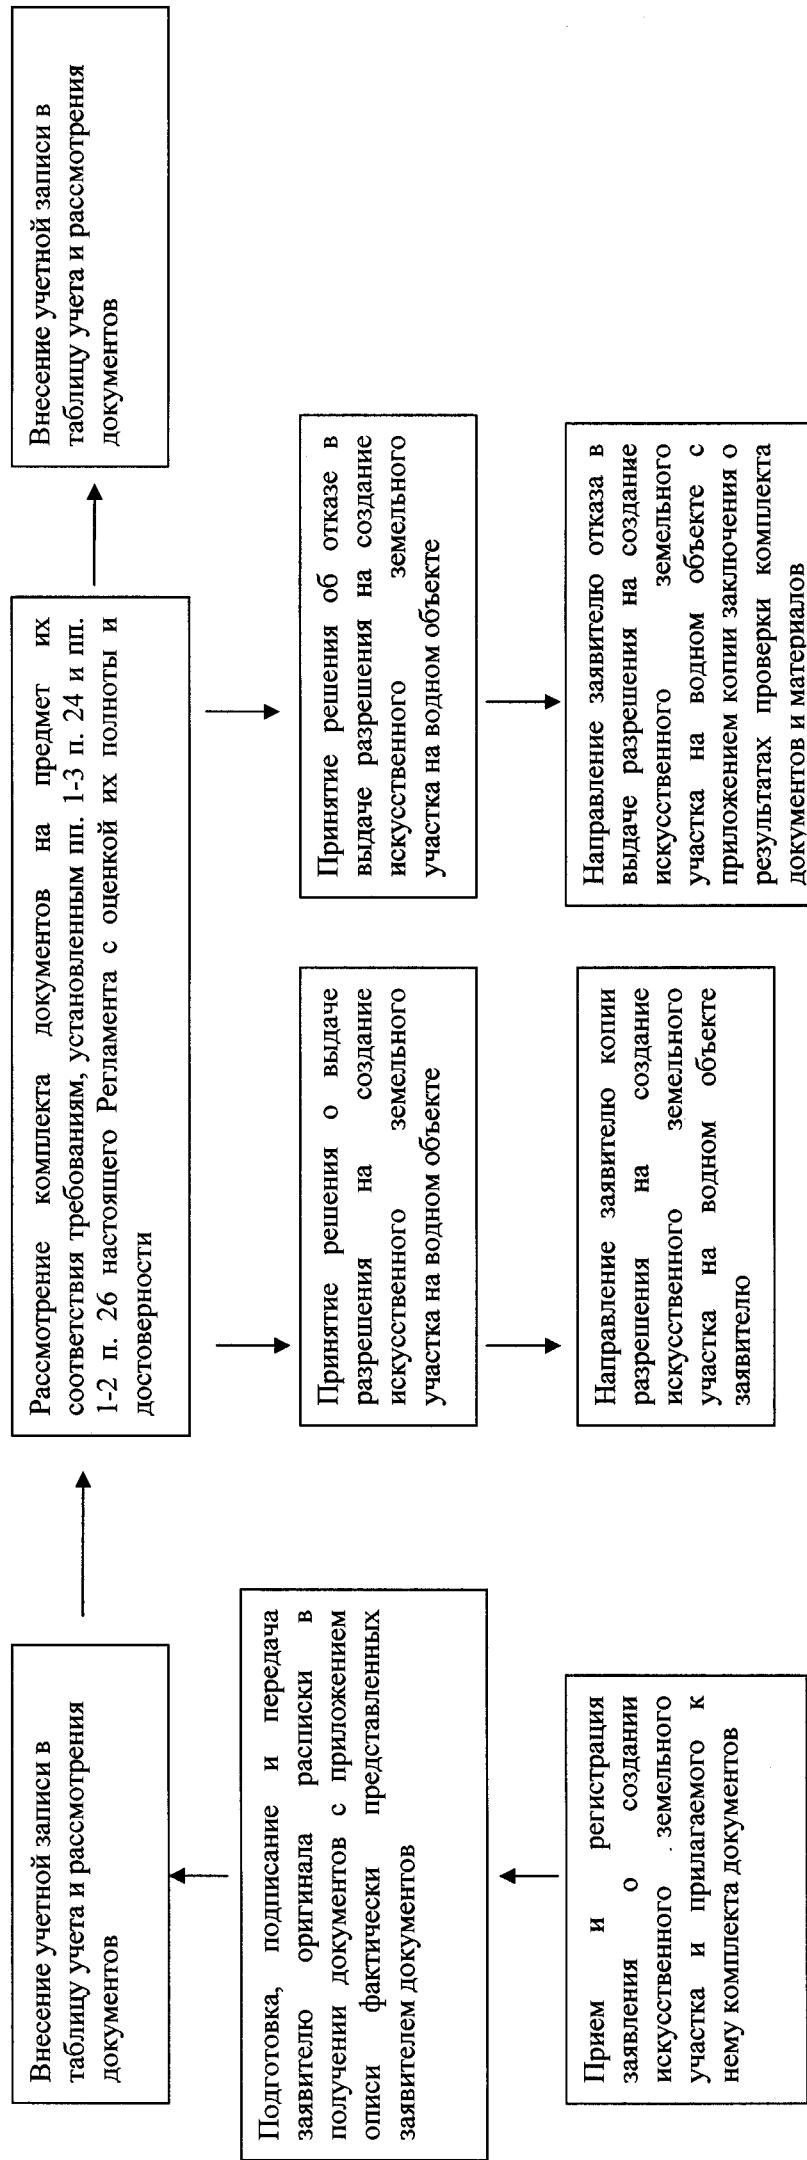 Внесение учетной записи в
таблицу учета и рассмотрения
документов
Подготовка, подписание и передача
заявителю оригинала расписки в
получении документов с приложением
описи фактически представленных
заявителем документов
Прием и регистрация
заявления о создании
искусственного земельного
участка и прилагаемого к
нему комплекта документов
Рассмотрение комплекта документов на предмет их
соответствия требованиям, установленным пп. 1-3 п. 24 и пп.
1-2 п. 26 настоящего Регламента с оценкой их полноты и
достоверности
Принятие решения о выдаче
разрешения на создание
искусственного земельного
участка на водном объекте
Направление заявителю копии
разрешения на создание
искусственного земельного
участка на водном объекте
заявителю
Принятие решения об отказе в
выдаче разрешения на создание
искусственного земельного
участка на водном объекте
Направление заявителю отказа в
выдаче разрешения на создание
искусственного земельного
участка на водном объекте с
приложением копии заключения о
результатах проверки комплекта
документов и материалов
Внесение учетной записи в
таблицу учета и рассмотрения
документов